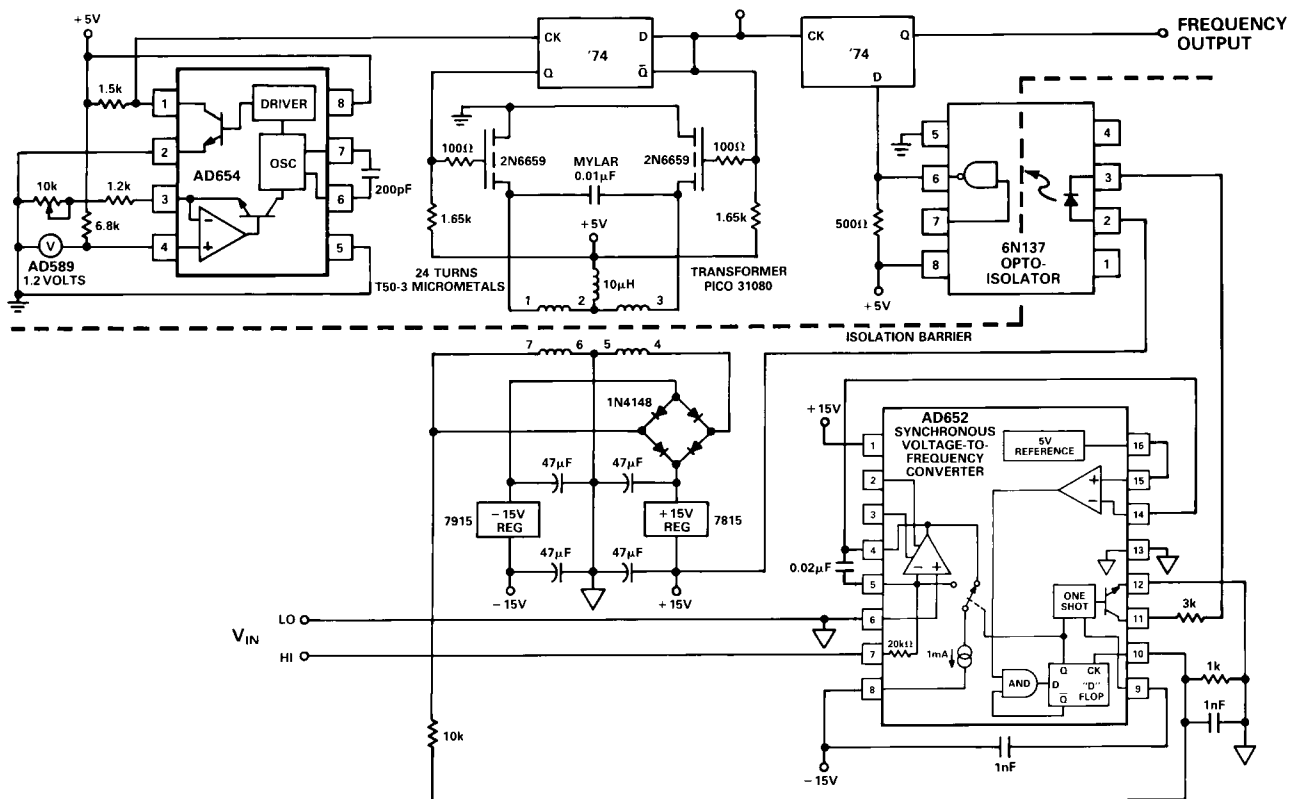 +5V
1.5k
1
2
3
4
8
7
6
5
DRIVER
OSC
AD654
200pF
10k
1.2k
6.8k
V
AD589
1.2 VOLTS
CK
D
'74
Q
Q̅
100Ω
2N6659
MYLAR
0.01μF
2N6659
100Ω
1.65k
1.65k
+5V
10μH
24 TURNS
T50-3 MICROMETALS
TRANSFORMER
PICO 31080
1
2
3
CK
Q
'74
D
FREQUENCY
OUTPUT
500Ω
+5V
5
6
7
8
4
3
2
1
6N137
OPTO-
ISOLATOR
ISOLATION BARRIER
7
6
5
4
1N4148
47μF
47μF
7915
−15V
REG
+15V
REG
7815
47μF
47μF
−15V
+15V
VIN
LO
HI
10k
+15V
AD652
SYNCHRONOUS
VOLTAGE-TO-
FREQUENCY
CONVERTER
5V
REFERENCE
1
2
3
4
5
6
7
8
16
15
14
13
12
11
10
9
+
−
−
+
0.02μF
20kΩ
1mA
ONE
SHOT
AND
Q
CK
D
"D"
FLOP
Q̅
3k
1k
1nF
1nF
−15V